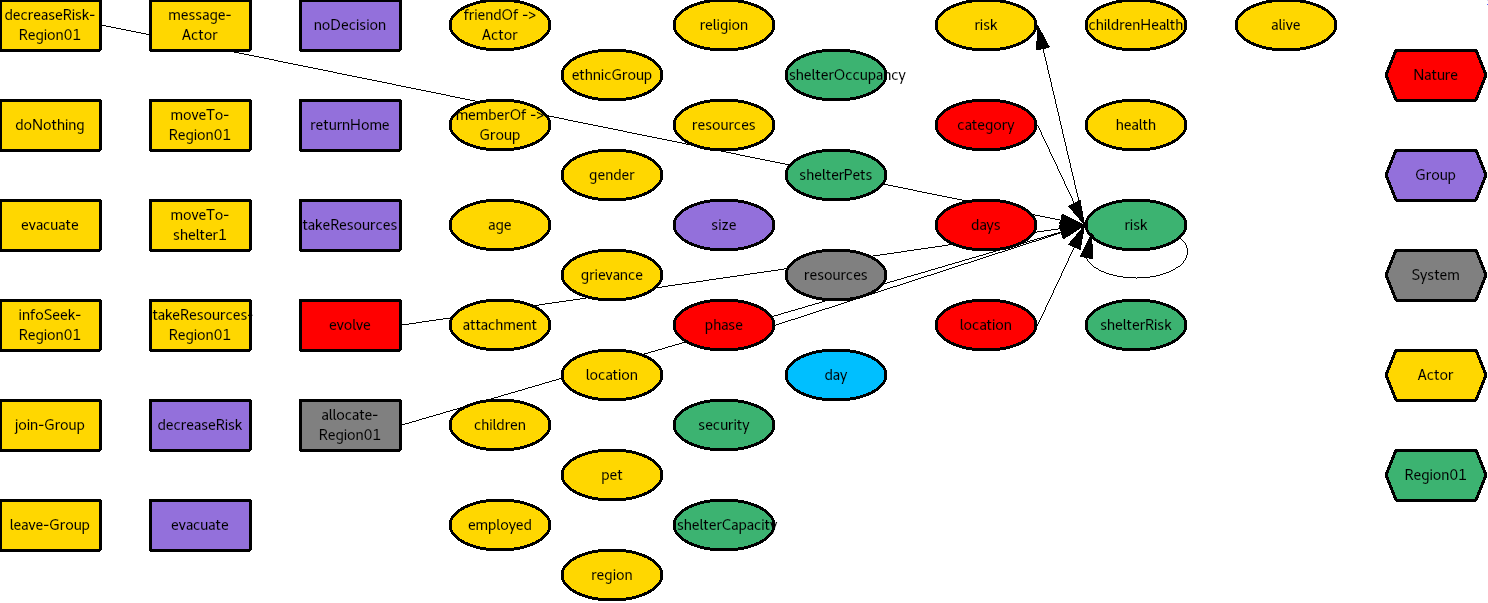 decreaseRisk-
Region01
message-
Actor
noDecision
friendOf ->
Actor
religion
risk
childrenHealth
alive
ethnicGroup
shelterOccupancy
Nature
doNothing
moveTo-
Region01
returnHome
memberOf ->
Group
resources
category
health
gender
shelterPets
Group
evacuate
moveTo-
shelter1
takeResources
age
size
days
risk
grievance
resources
System
infoSeek-
Region01
takeResources-
Region01
evolve
attachment
phase
location
shelterRisk
location
day
Actor
join-Group
decreaseRisk
allocate-
Region01
children
security
pet
Region01
leave-Group
evacuate
employed
shelterCapacity
region